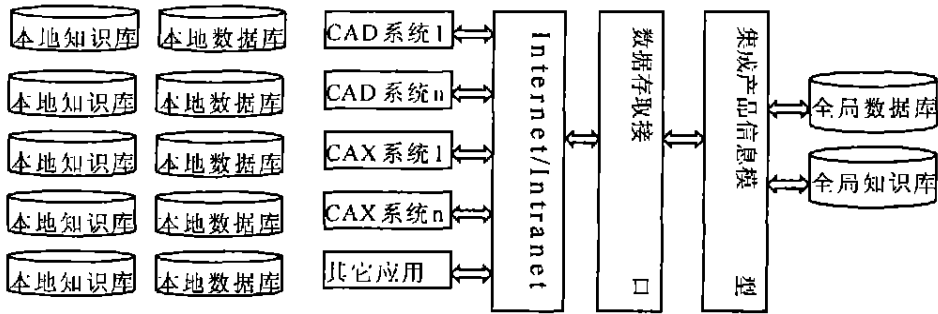 本地知识库 本地数据库 CAD系统1
本地知识库 本地数据库 CAD系统n
本地知识库 本地数据库 CAX系统1
本地知识库 本地数据库 CAX系统n
本地知识库 本地数据库 其它应用
Internet/Intranet
数据存取接口
集成产品信息模型
全局数据库
全局知识库